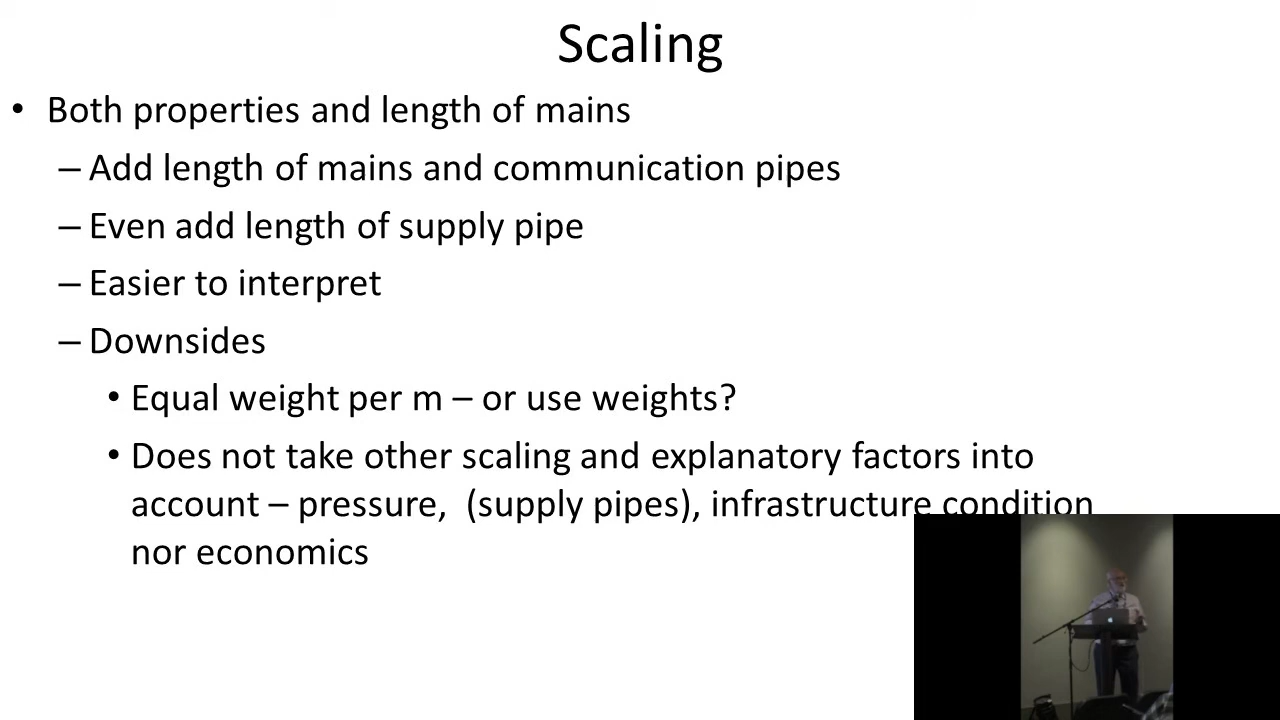 Scaling
• Both properties and length of mains
– Add length of mains and communication pipes
– Even add length of supply pipe
– Easier to interpret
– Downsides
• Equal weight per m – or use weights?
• Does not take other scaling and explanatory factors into
account – pressure,  (supply pipes), infrastructure condition
nor economics